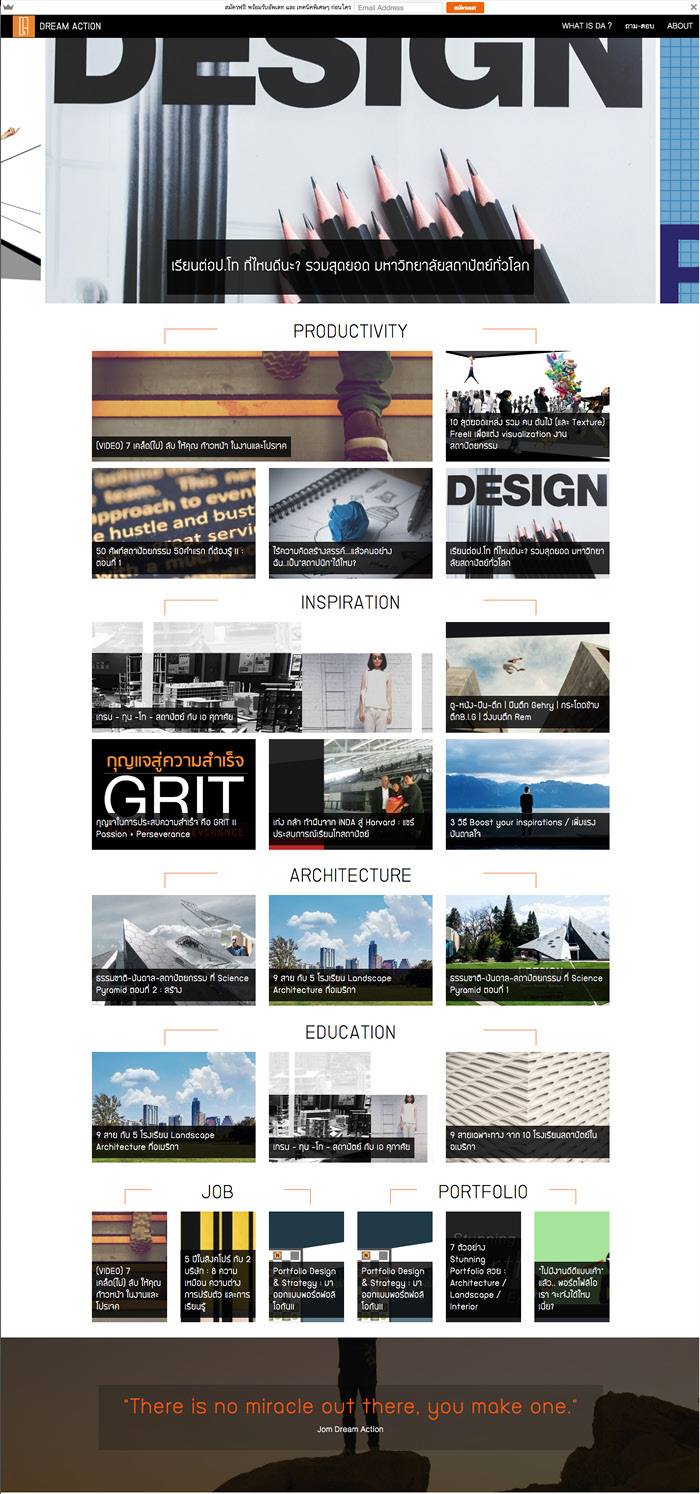 สมัครฟรี! พร้อมรับอัพเดท และ เทคนิคพิเศษๆ ก่อนใคร Email Address สมัครเลย!
DREAM ACTION WHAT IS DA ? ถาม-ตอบ ABOUT
DESIGN
เรียนต่อป.โท ที่ไหนดีนะ? รวมสุดยอด มหาวิทยาลัยสถาปัตย์ทั่วโลก
PRODUCTIVITY
(VIDEO) 7 เคล็ด(ไม่) ลับ ให้คุณ ก้าวหน้า ในงานและโปรเจค
10 สุดยอดแหล่ง รวม คน ต้นไม้ (และ Texture)
Free!! เพื่อแต่ง visualization งาน
สถาปัตยกรรม
team. This
approach to event
e hustle and bust
great servi
with a much
50 ศัพท์สถาปัตยกรรม 50คำแรก ที่ต้องรู้ !! :
ตอนที่ 1
ไร้ความคิดสร้างสรรค์...แล้วคนอย่าง
ฉัน..เป็น"สถาปนิก"ได้ไหม?
DESIGN
เรียนต่อป.โท ที่ไหนดีนะ? รวมสุดยอด มหาวิทยา
ลัยสถาปัตย์ทั่วโลก
INSPIRATION
เทรน - ทุน -โท - สถาปัตย์ กับ เอ ศุภาศัย
ดู-หนัง-ปีน-ตึก | ปีนตึก Gehry | กระโดดข้าม
ตึกB.I.G | วิ่งบนตึก Rem
กุญแจสู่ความสำเร็จ
GRIT
กุญแจในการประสบความสำเร็จ คือ GRIT !!
Passion + Perseverance
เก่ง กล้า ท้าฝันจาก INDA สู่ Harvard : แชร์
ประสบการณ์เรียนโทสถาปัตย์
3 วิธี Boost your inspirations / เพิ่มแรง
บันดาลใจ
ARCHITECTURE
ธรรมชาติ-บันดาล-สถาปัตยกรรม ที่ Science
Pyramid ตอนที่ 2 : สร้าง
9 สาย กับ 5 โรงเรียน Landscape
Architecture ที่อเมริกา
ธรรมชาติ-บันดาล-สถาปัตยกรรม ที่ Science
Pyramid ตอนที่ 1
EDUCATION
9 สาย กับ 5 โรงเรียน Landscape
Architecture ที่อเมริกา
เทรน - ทุน -โท - สถาปัตย์ กับ เอ ศุภาศัย
9 สายเฉพาะทาง จาก 10 โรงเรียนสถาปัตย์ใน
อเมริกา
JOB
PORTFOLIO
(VIDEO) 7
เคล็ด(ไม่) ลับ ให้คุณ
ก้าวหน้า ในงานและ
โปรเจค
5 ปีในสิงคโปร์ กับ 2
บริษัท : 8 ความ
เหมือน ความต่าง
การปรับตัว และการ
เรียนรู้
Portfolio Design
& Strategy : มา
ออกแบบพอร์ตฟอลิ
โอกัน!!
Portfolio Design
& Strategy : มา
ออกแบบพอร์ตฟอลิ
โอกัน!!
7 ตัวอย่าง
Stunning
Portfolio สวย :
Architecture /
Landscape /
Interior
"ไม่มีงานดีดีแบบเค้า"
แล้ว.. พอร์ตโฟลิโอ
เรา จะเจ๋งได้ไหม
เนี่ย?
"There is no miracle out there, you make one."
Jom Dream Action